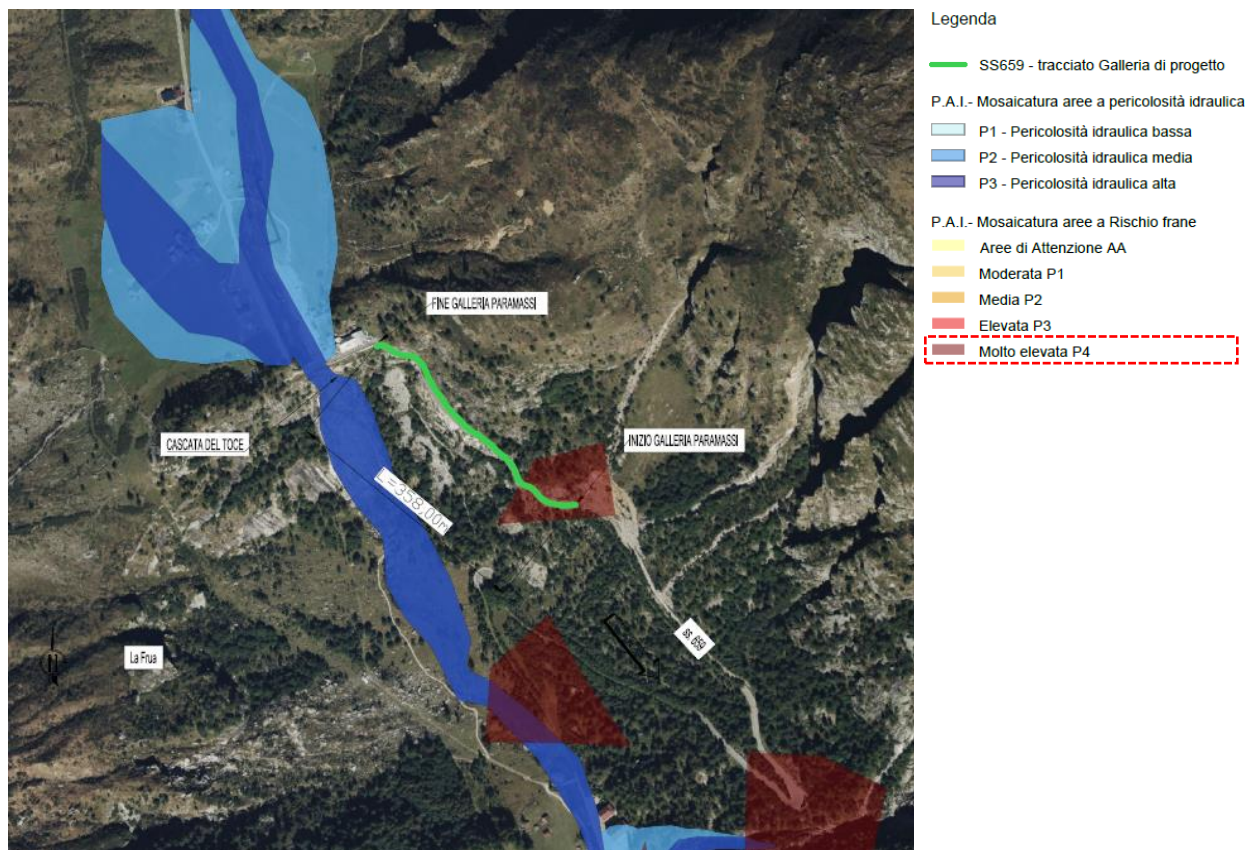 Legenda
SS659 - tracciato Galleria di progetto
P.A.I.- Mosaicatura aree a pericolosità idraulica
P1 - Pericolosità idraulica bassa
P2 - Pericolosità idraulica media
P3 - Pericolosità idraulica alta
P.A.I.- Mosaicatura aree a Rischio frane
Aree di Attenzione AA
Moderata P1
Media P2
Elevata P3
Molto elevata P4
FINE GALLERIA PARAMASSI
CASCATA DEL TOCE
INIZIO GALLERIA PARAMASSI
L=358,00m
ss. 659
La Frua